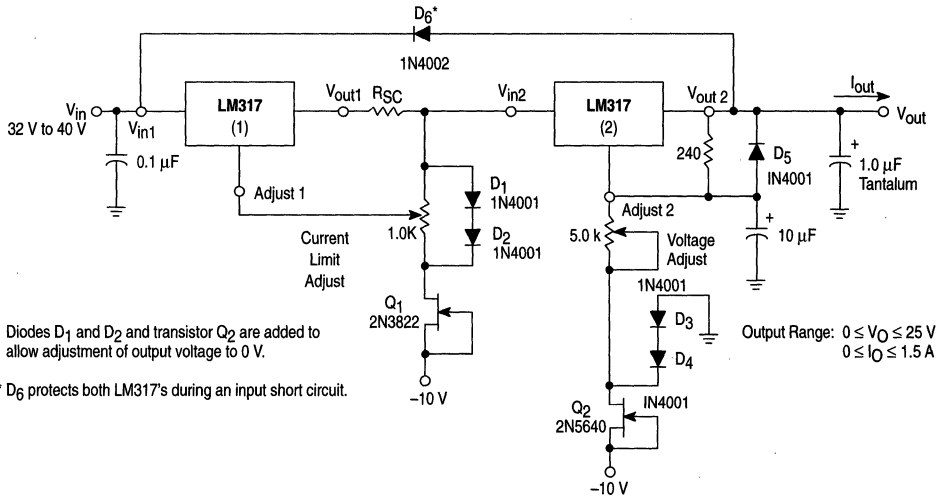 D6*
1N4002
Vin
32 V to 40 V
Vin1
LM317
(1)
Vout1
RSC
Vin2
LM317
(2)
Vout 2
Iout
Vout
0.1 µF
Adjust 1
D1
1N4001
D2
1N4001
1.0K
Current
Limit
Adjust
240
D5
IN4001
+
1.0 µF
Tantalum
Adjust 2
5.0 k
Voltage
Adjust
+
10 µF
Q1
2N3822
–10 V
1N4001
D3
D4
IN4001
Q2
2N5640
–10 V
Diodes D1 and D2 and transistor Q2 are added to
allow adjustment of output voltage to 0 V.
* D6 protects both LM317's during an input short circuit.
Output Range: 0 ≤ VO ≤ 25 V
0 ≤ IO ≤ 1.5 A